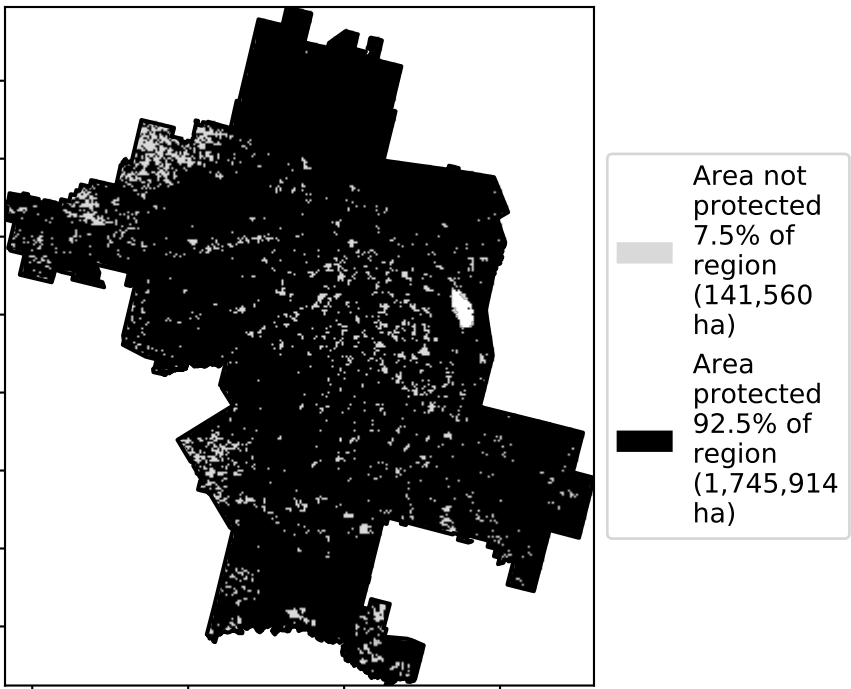 Area not
protected
7.5% of
region
(141,560
ha)
Area
protected
92.5% of
region
(1,745,914
ha)